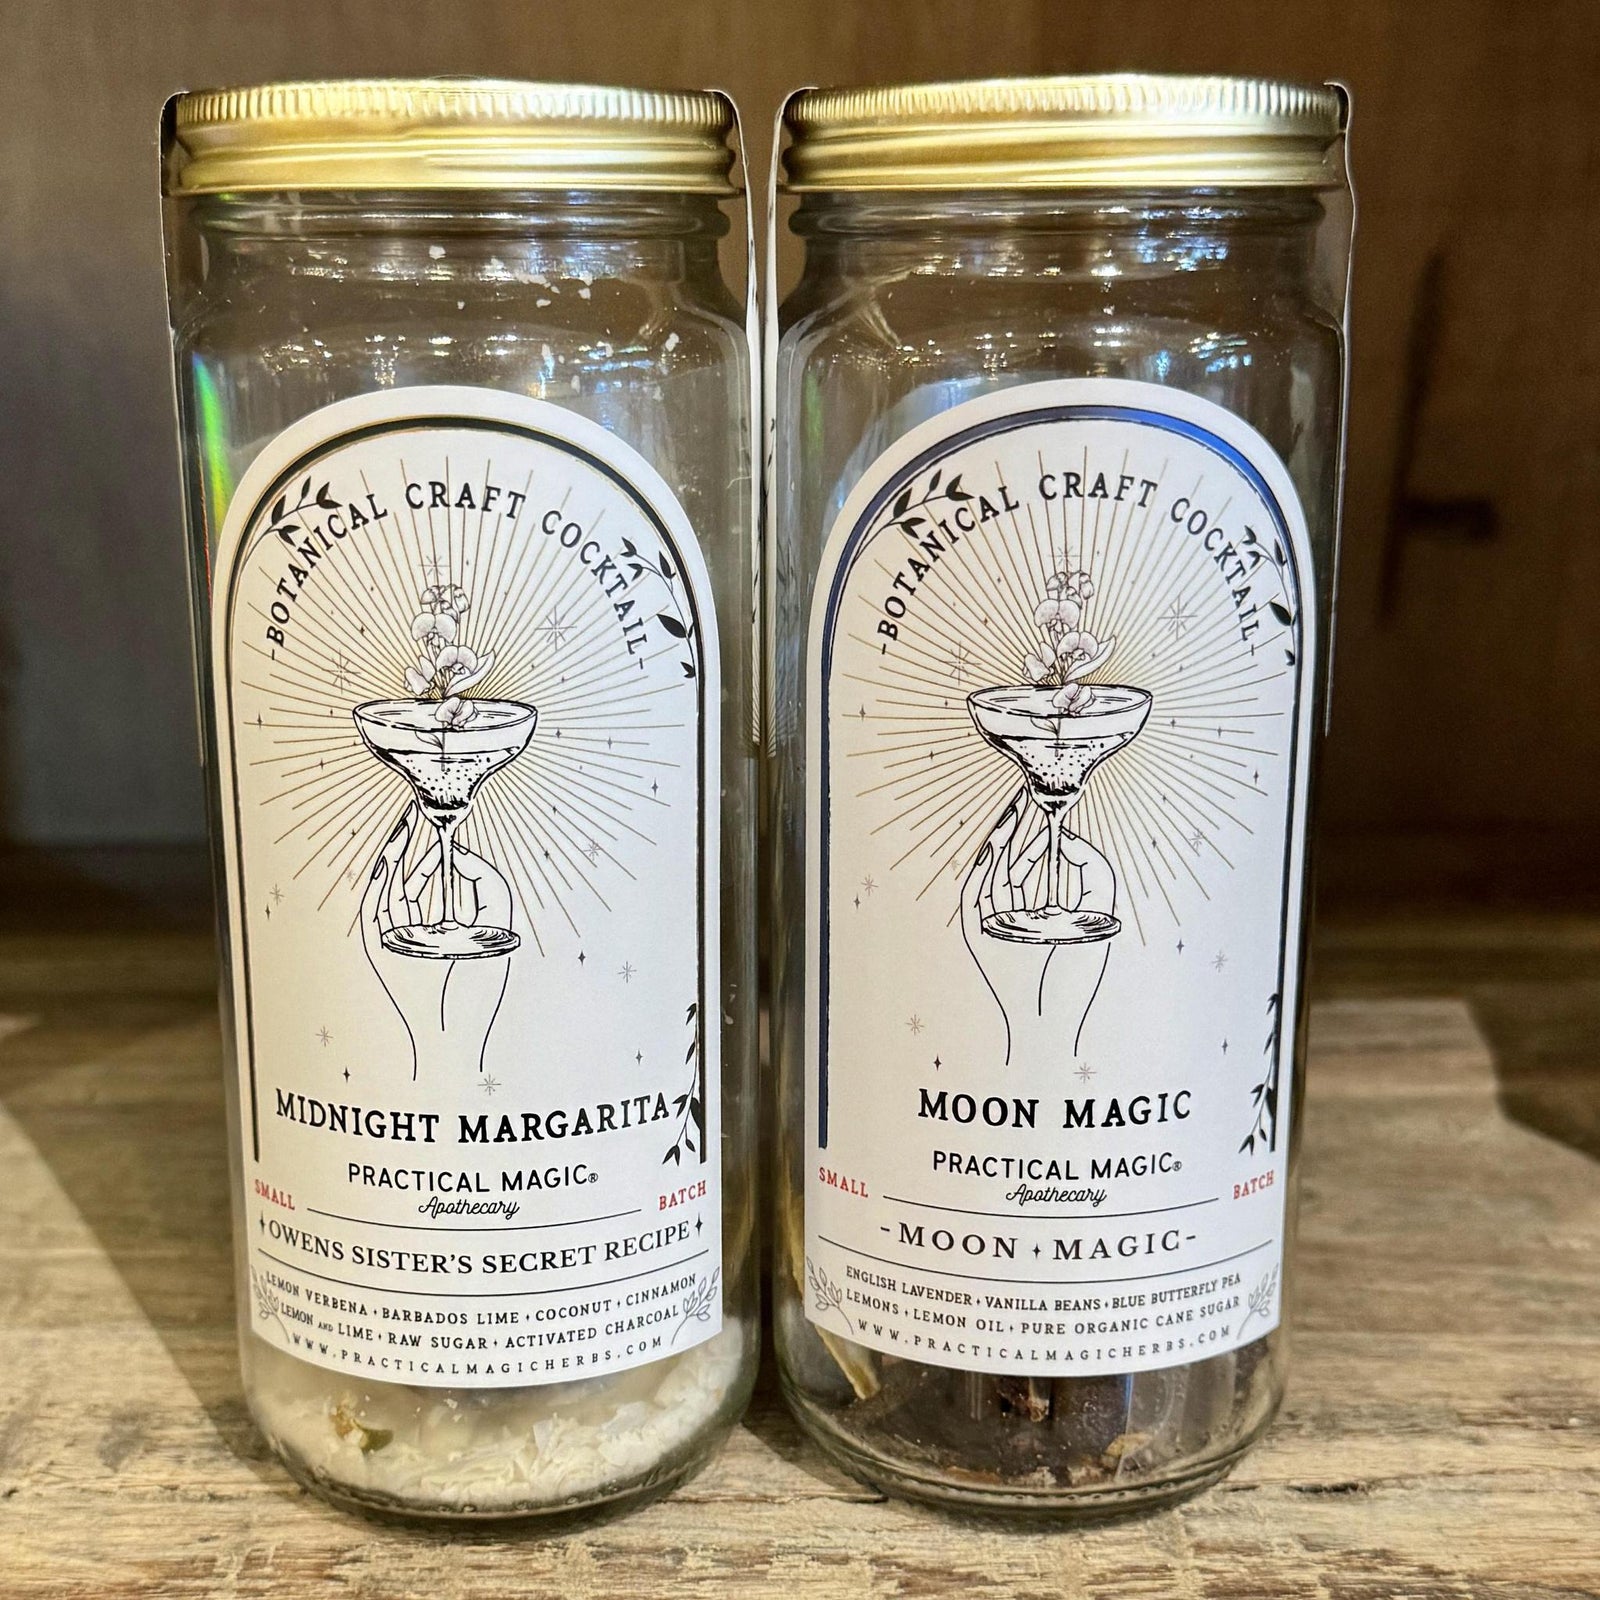 -BOTANICAL CRAFT COCKTAIL-
MIDNIGHT MARGARITA
PRACTICAL MAGIC®
Apothecary
SMALL BATCH
OWENS SISTER'S SECRET RECIPE
LEMON VERBENA • BARBADOS LIME • COCONUT • CINNAMON
LEMON AND LIME • RAW SUGAR • ACTIVATED CHARCOAL
WWW.PRACTICALMAGICHERBS.COM
-BOTANICAL CRAFT COCKTAIL-
MOON MAGIC
PRACTICAL MAGIC®
Apothecary
SMALL BATCH
-MOON MAGIC-
ENGLISH LAVENDER • VANILLA BEANS • BLUE BUTTERFLY PEA
LEMONS • LEMON OIL • PURE ORGANIC CANE SUGAR
WWW.PRACTICALMAGICHERBS.COM